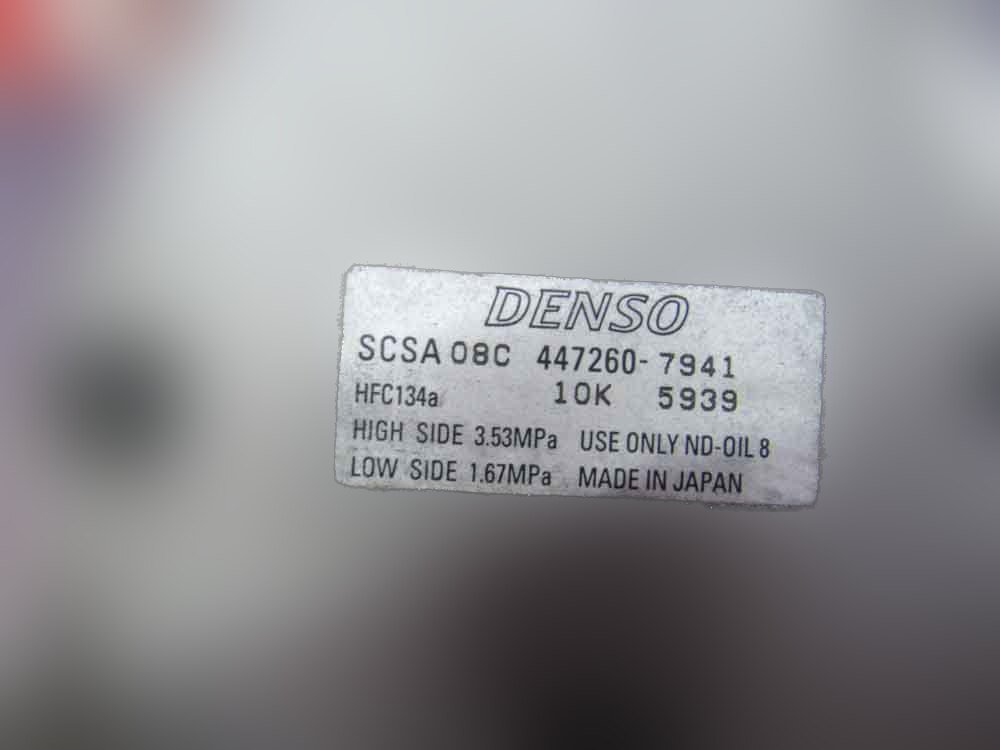 DENSO
SCSA 08C 447260-7941
HFC134a 10K 5939
HIGH SIDE 3.53MPa USE ONLY ND-OIL 8
LOW SIDE 1.67MPa MADE IN JAPAN